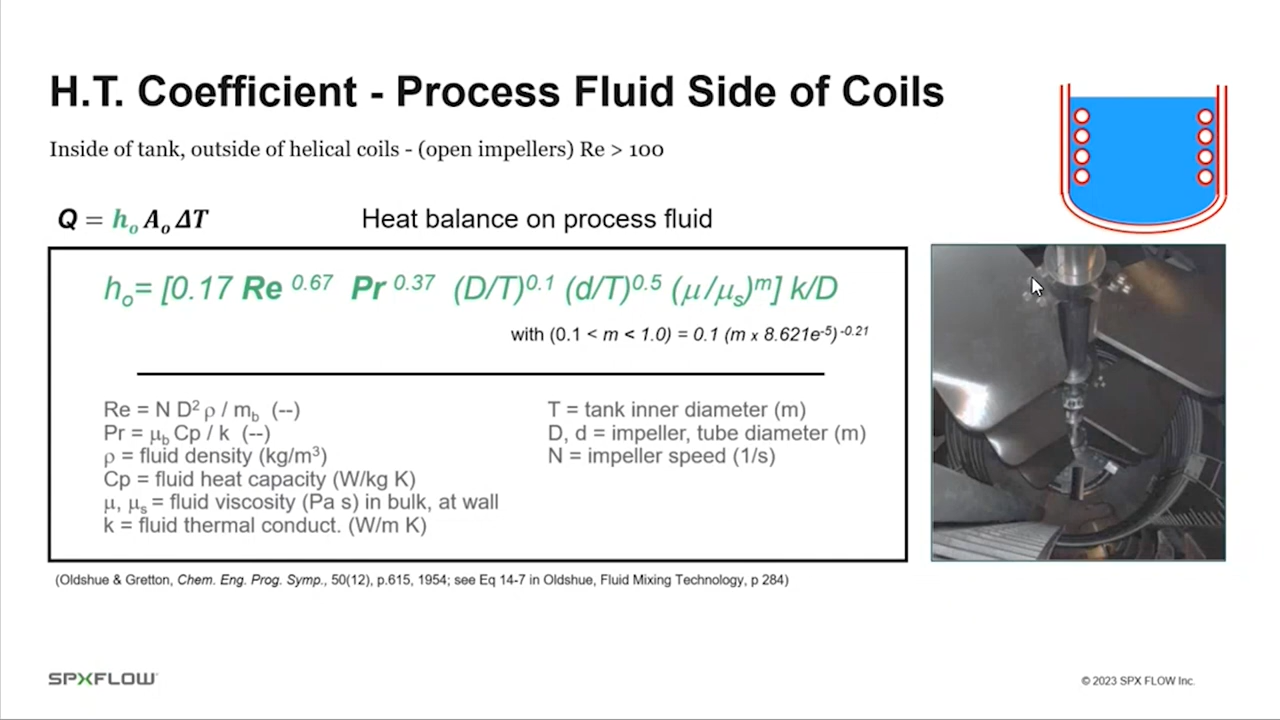 H.T. Coefficient - Process Fluid Side of Coils
Inside of tank, outside of helical coils - (open impellers) Re > 100
Q = hₒ Aₒ ΔT
Heat balance on process fluid
hₒ= [0.17 Re ^0.67 Pr ^0.37 (D/T)^0.1 (d/T)^0.5 (μ/μₛ)^m] k/D
with (0.1 < m < 1.0) = 0.1 (m x 8.621e^-5)^-0.21
Re = N D² ρ / m_b (--)
Pr = μ_b Cp / k (--)
ρ = fluid density (kg/m³)
Cp = fluid heat capacity (W/kg K)
μ, μₛ = fluid viscosity (Pa s) in bulk, at wall
k = fluid thermal conduct. (W/m K)
T = tank inner diameter (m)
D, d = impeller, tube diameter (m)
N = impeller speed (1/s)
(Oldshue & Gretton, Chem. Eng. Prog. Symp., 50(12), p.615, 1954; see Eq 14-7 in Oldshue, Fluid Mixing Technology, p 284)
SPXFLOW
© 2023 SPX FLOW Inc.